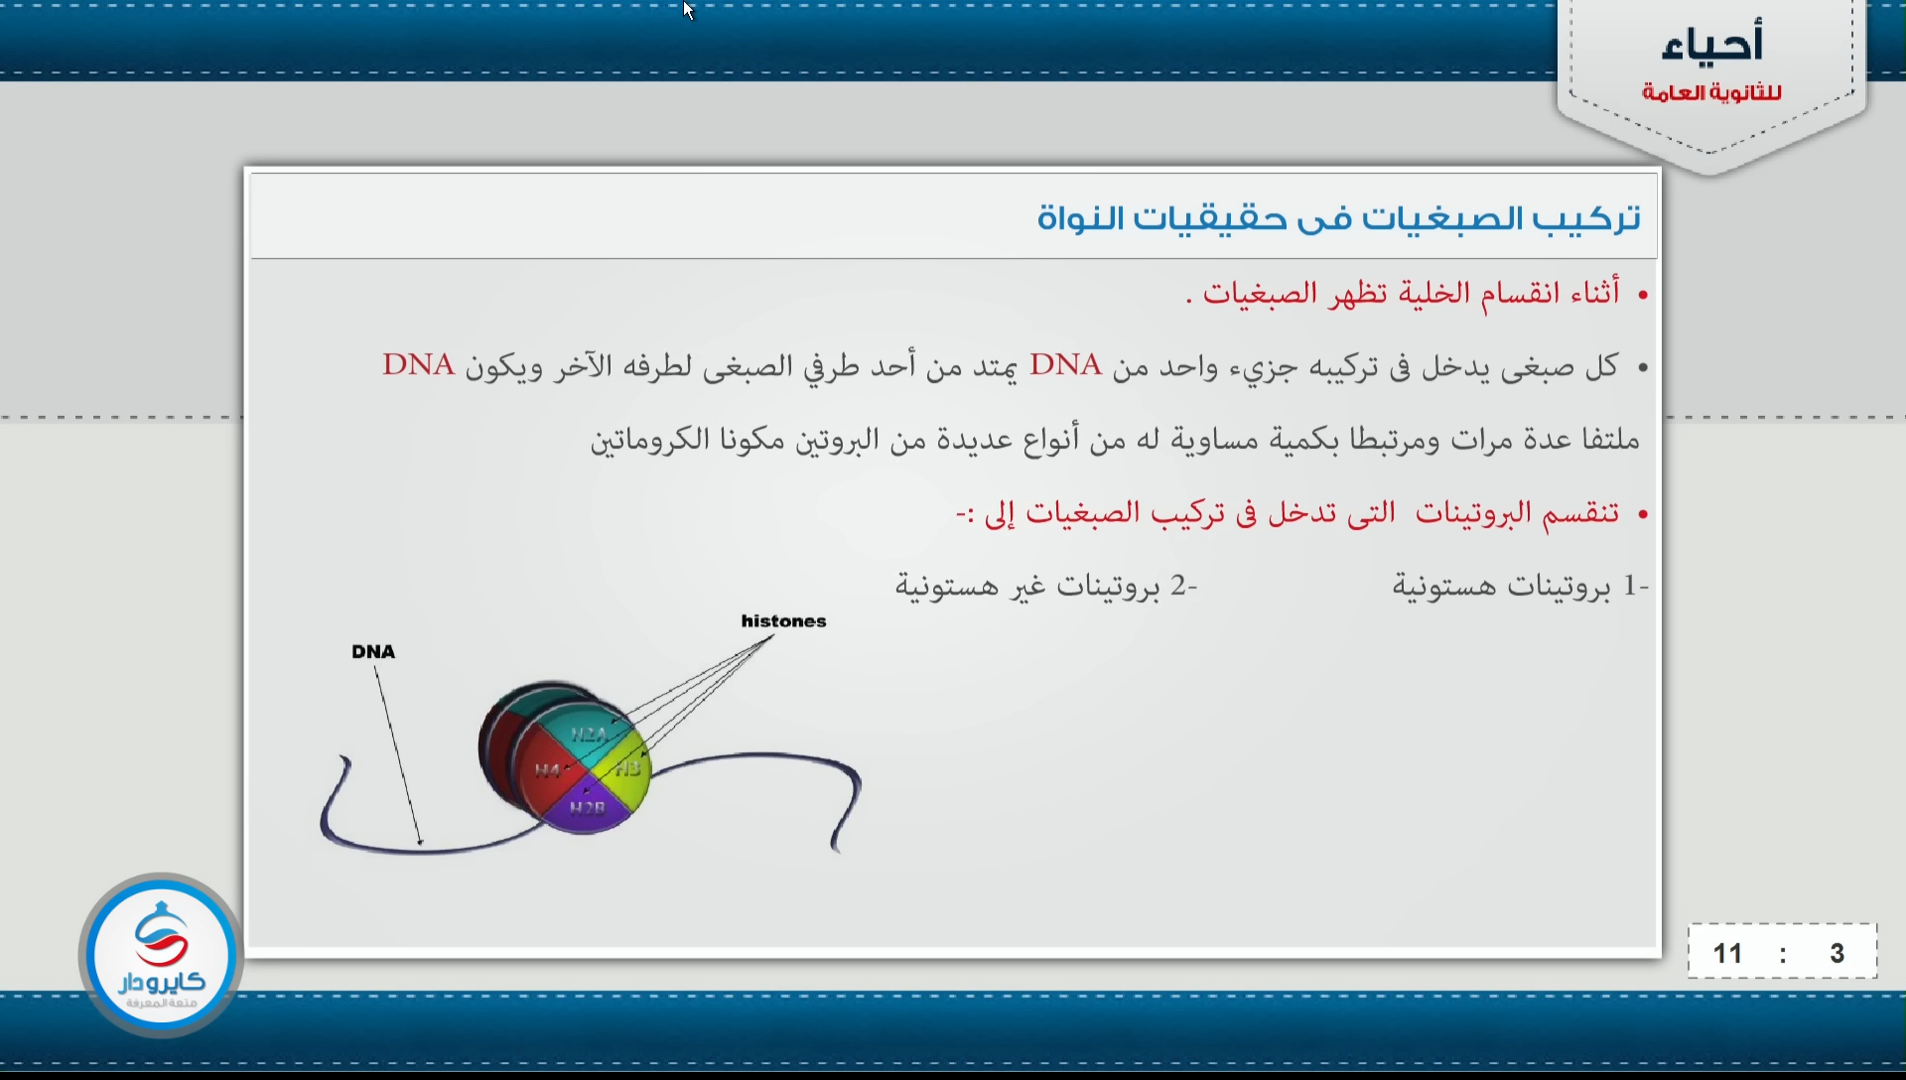 أحياء
للثانوية العامة
تركيب الصبغيات فى حقيقيات النواة
• أثناء انقسام الخلية تظهر الصبغيات .
• كل صبغى يدخل فى تركيبه جزيء واحد من DNA يمتد من أحد طرفي الصبغى لطرفه الآخر ويكون DNA
ملتفا عدة مرات ومرتبطا بكمية مساوية له من أنواع عديدة من البروتين مكونا الكروماتين
• تنقسم البروتينات التى تدخل فى تركيب الصبغيات إلى :-
1- بروتينات هستونية 2- بروتينات غير هستونية
histones
DNA
H2A
H4 H3
H2B
كايرودار
متعة المعرفة
11 : 3